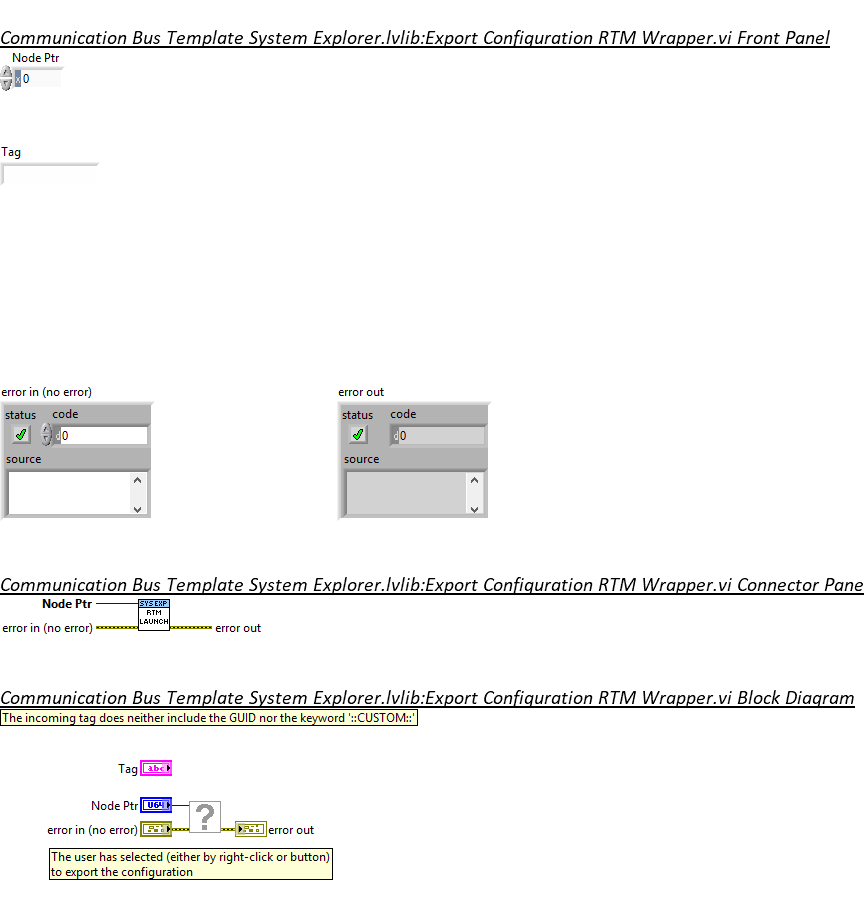 Communication Bus Template System Explorer.lvlib:Export Configuration RTM Wrapper.vi Front Panel
Node Ptr
x 0
Tag
error in (no error)
error out
status code
d 0
source
status code
d 0
source
Communication Bus Template System Explorer.lvlib:Export Configuration RTM Wrapper.vi Connector Pane
Node Ptr
SYS EXP
RTM
LAUNCH
error in (no error)
error out
Communication Bus Template System Explorer.lvlib:Export Configuration RTM Wrapper.vi Block Diagram
The incoming tag does neither include the GUID nor the keyword '::CUSTOM::'
Tag abc
Node Ptr U64
?
error in (no error)
error out
The user has selected (either by right-click or button)
to export the configuration